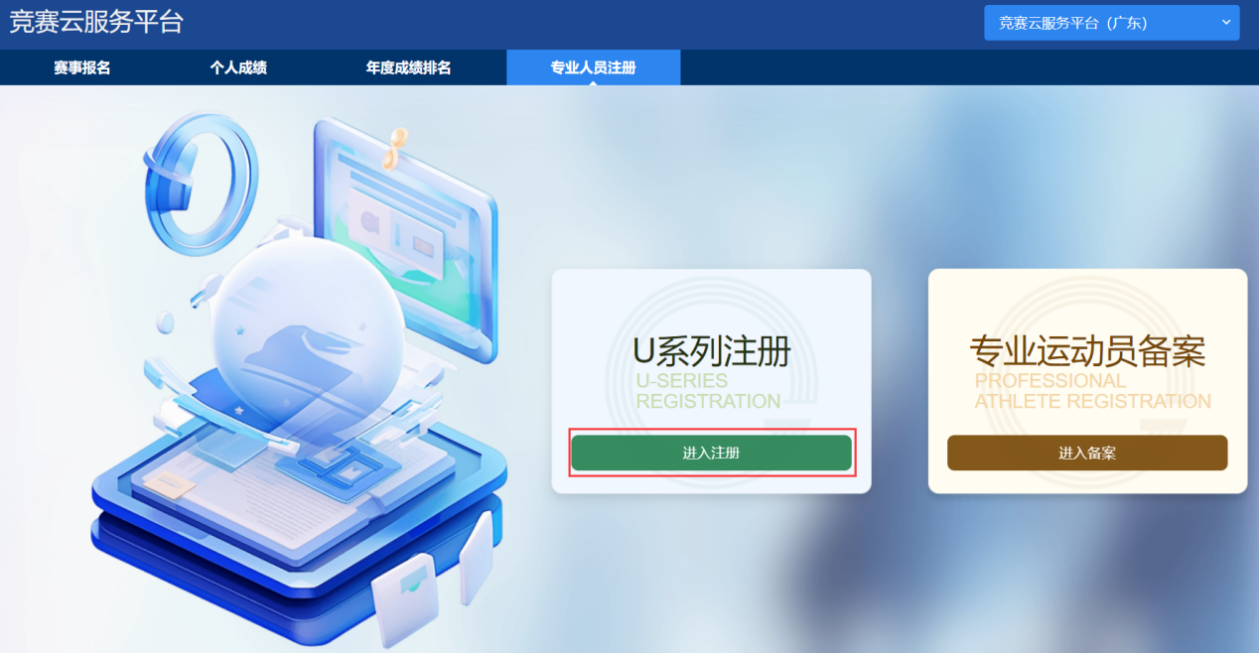 竞赛云服务平台
竞赛云服务平台（广东）
赛事报名
个人成绩
年度成绩排名
专业人员注册
U系列注册
U-SERIES
REGISTRATION
进入注册
专业运动员备案
PROFESSIONAL
ATHLETE REGISTRATION
进入备案